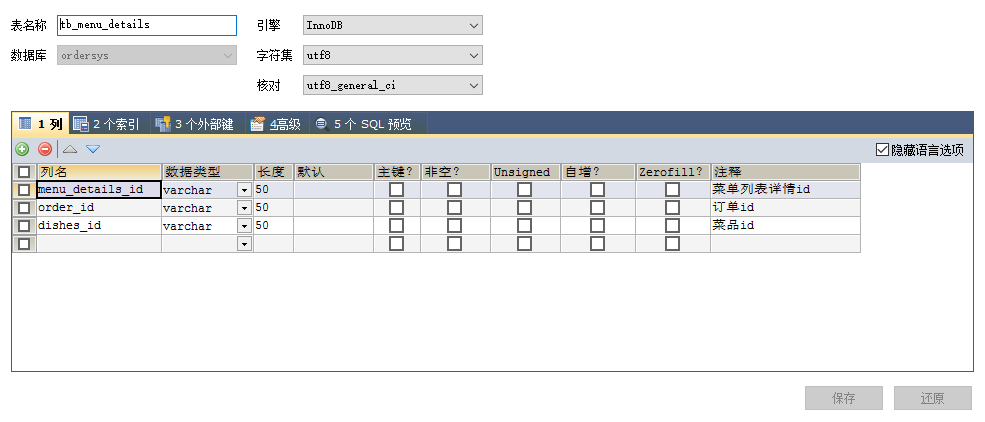 表名称 tb_menu_details 引擎 InnoDB
数据库 ordersys 字符集 utf8
核对 utf8_general_ci
1 列 2 个索引 3 个外部键 4高级 5 个 SQL 预览
隐藏语言选项
列名 数据类型 长度 默认 主键? 非空? Unsigned 自增? Zerofill? 注释
menu_details_id varchar 50 菜单列表详情id
order_id varchar 50 订单id
dishes_id varchar 50 菜品id
保存 还原